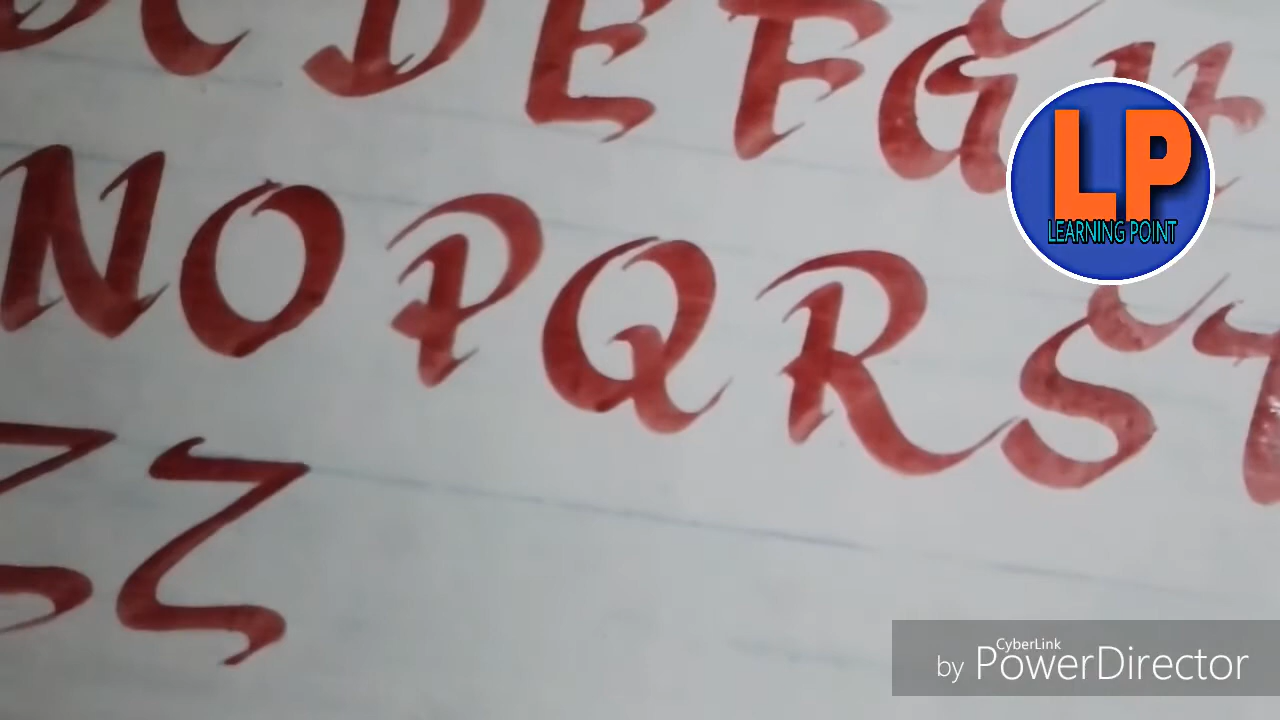 B C D E F G H
N O P Q R S T
Z Z
LP
LEARNING POINT
CyberLink
by PowerDirector